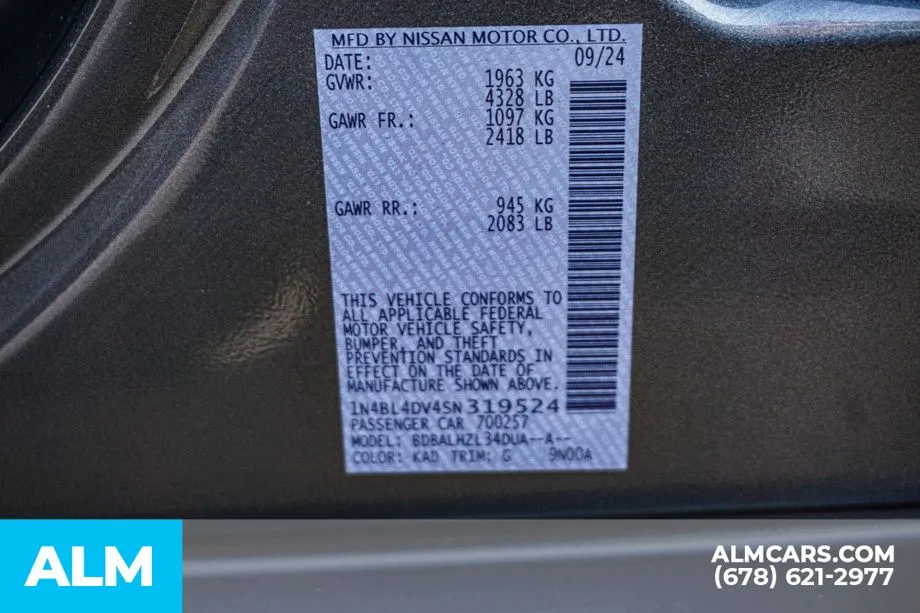 MFD BY NISSAN MOTOR CO., LTD.
DATE: 09/24
GVWR: 1963 KG
4328 LB
GAWR FR.: 1097 KG
2418 LB
GAWR RR.: 945 KG
2083 LB
THIS VEHICLE CONFORMS TO
ALL APPLICABLE FEDERAL
MOTOR VEHICLE SAFETY,
BUMPER, AND THEFT
PREVENTION STANDARDS IN
EFFECT ON THE DATE OF
MANUFACTURE SHOWN ABOVE.
1N4BL4DV4SN319524
PASSENGER CAR 700257
MODEL: BDBALHZL34DUA--A--
COLOR: KAD TRIM: G 9N00A
ALM
ALMCARS.COM
(678) 621-2977